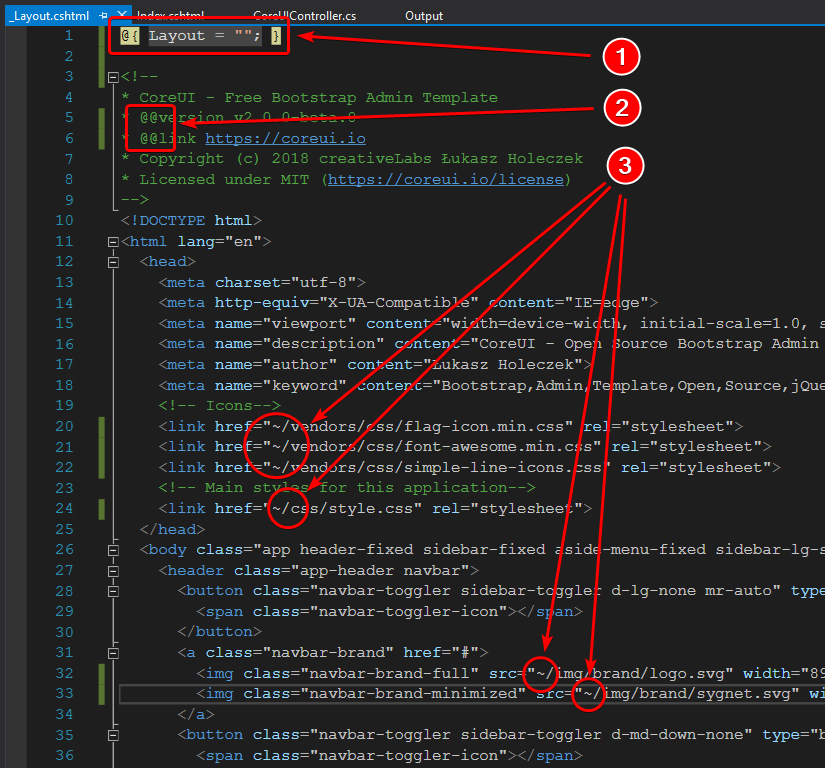 _Layout.cshtml Index.cshtml CoreUIController.cs Output
1 @{ Layout = ""; }
1
2
3 <!--
2
4 * CoreUI - Free Bootstrap Admin Template
5 * @@version v2.0.0-beta.0
6 * @@link https://coreui.io
3
7 * Copyright (c) 2018 creativeLabs Łukasz Holeczek
8 * Licensed under MIT (https://coreui.io/license)
9 -->
10 <!DOCTYPE html>
11 <html lang="en">
12 <head>
13 <meta charset="utf-8">
14 <meta http-equiv="X-UA-Compatible" content="IE=edge">
15 <meta name="viewport" content="width=device-width, initial-scale=1.0, s
16 <meta name="description" content="CoreUI - Open Source Bootstrap Admin
17 <meta name="author" content="Łukasz Holeczek">
18 <meta name="keyword" content="Bootstrap,Admin,Template,Open,Source,jQue
19 <!-- Icons-->
20 <link href="~/vendors/css/flag-icon.min.css" rel="stylesheet">
21 <link href="~/vendors/css/font-awesome.min.css" rel="stylesheet">
22 <link href="~/vendors/css/simple-line-icons.css" rel="stylesheet">
23 <!-- Main styles for this application-->
24 <link href="~/css/style.css" rel="stylesheet">
25 </head>
26 <body class="app header-fixed sidebar-fixed aside-menu-fixed sidebar-lg-s
27 <header class="app-header navbar">
28 <button class="navbar-toggler sidebar-toggler d-lg-none mr-auto" type
29 <span class="navbar-toggler-icon"></span>
30 </button>
31 <a class="navbar-brand" href="#">
32 <img class="navbar-brand-full" src="~/img/brand/logo.svg" width="89
33 <img class="navbar-brand-minimized" src="~/img/brand/sygnet.svg" wi
34 </a>
35 <button class="navbar-toggler sidebar-toggler d-md-down-none" type="b
36 <span class="navbar-toggler-icon"></span>